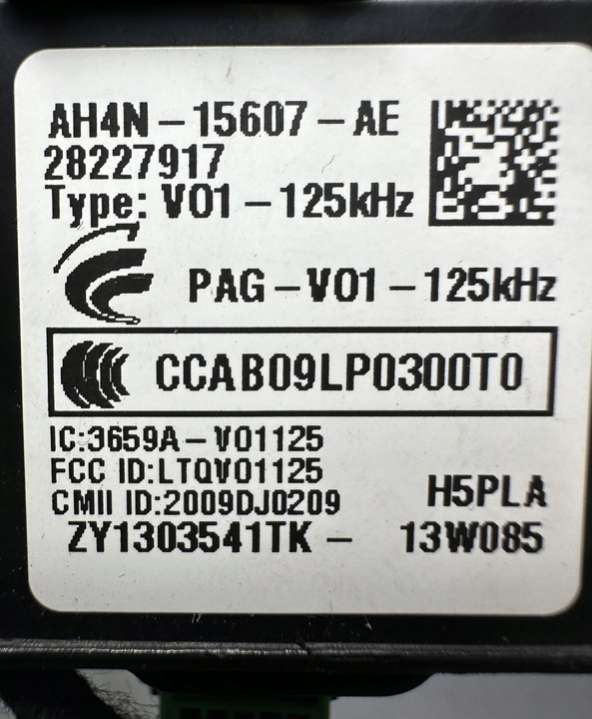 AH4N-15607-AE
28227917
Type: V01-125kHz
PAG-V01-125kHz
CCAB09LP0300T0
IC:3659A-V01125
FCC ID:LTQV01125
CMII ID:2009DJ0209
H5PLA
ZY1303541TK- 13W085